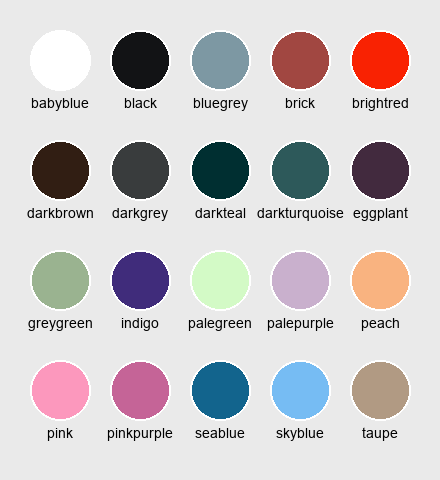 babyblue black bluegrey brick brightred
darkbrown darkgrey darkteal darkturquoise eggplant
greygreen indigo palegreen palepurple peach
pink pinkpurple seablue skyblue taupe